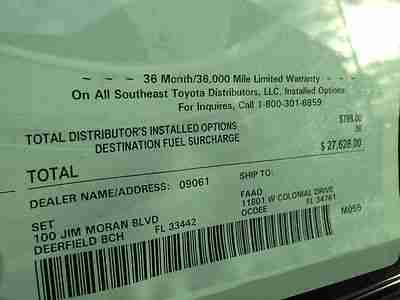 ~ ~ ~ 36 Month/36,000 Mile Limited Warranty ~ ~ ~
On All Southeast Toyota Distributors, LLC, Installed Options
For Inquires, Call 1-800-301-6859
TOTAL DISTRIBUTOR'S INSTALLED OPTIONS $799.00
DESTINATION FUEL SURCHARGE
TOTAL $ 27,628.00
DEALER NAME/ADDRESS: 09061 SHIP TO:
SET FAAO
100 JIM MORAN BLVD 11801 W COLONIAL DRIVE
DEERFIELD BCH FL 33442 OCOEE FL 34761
M055